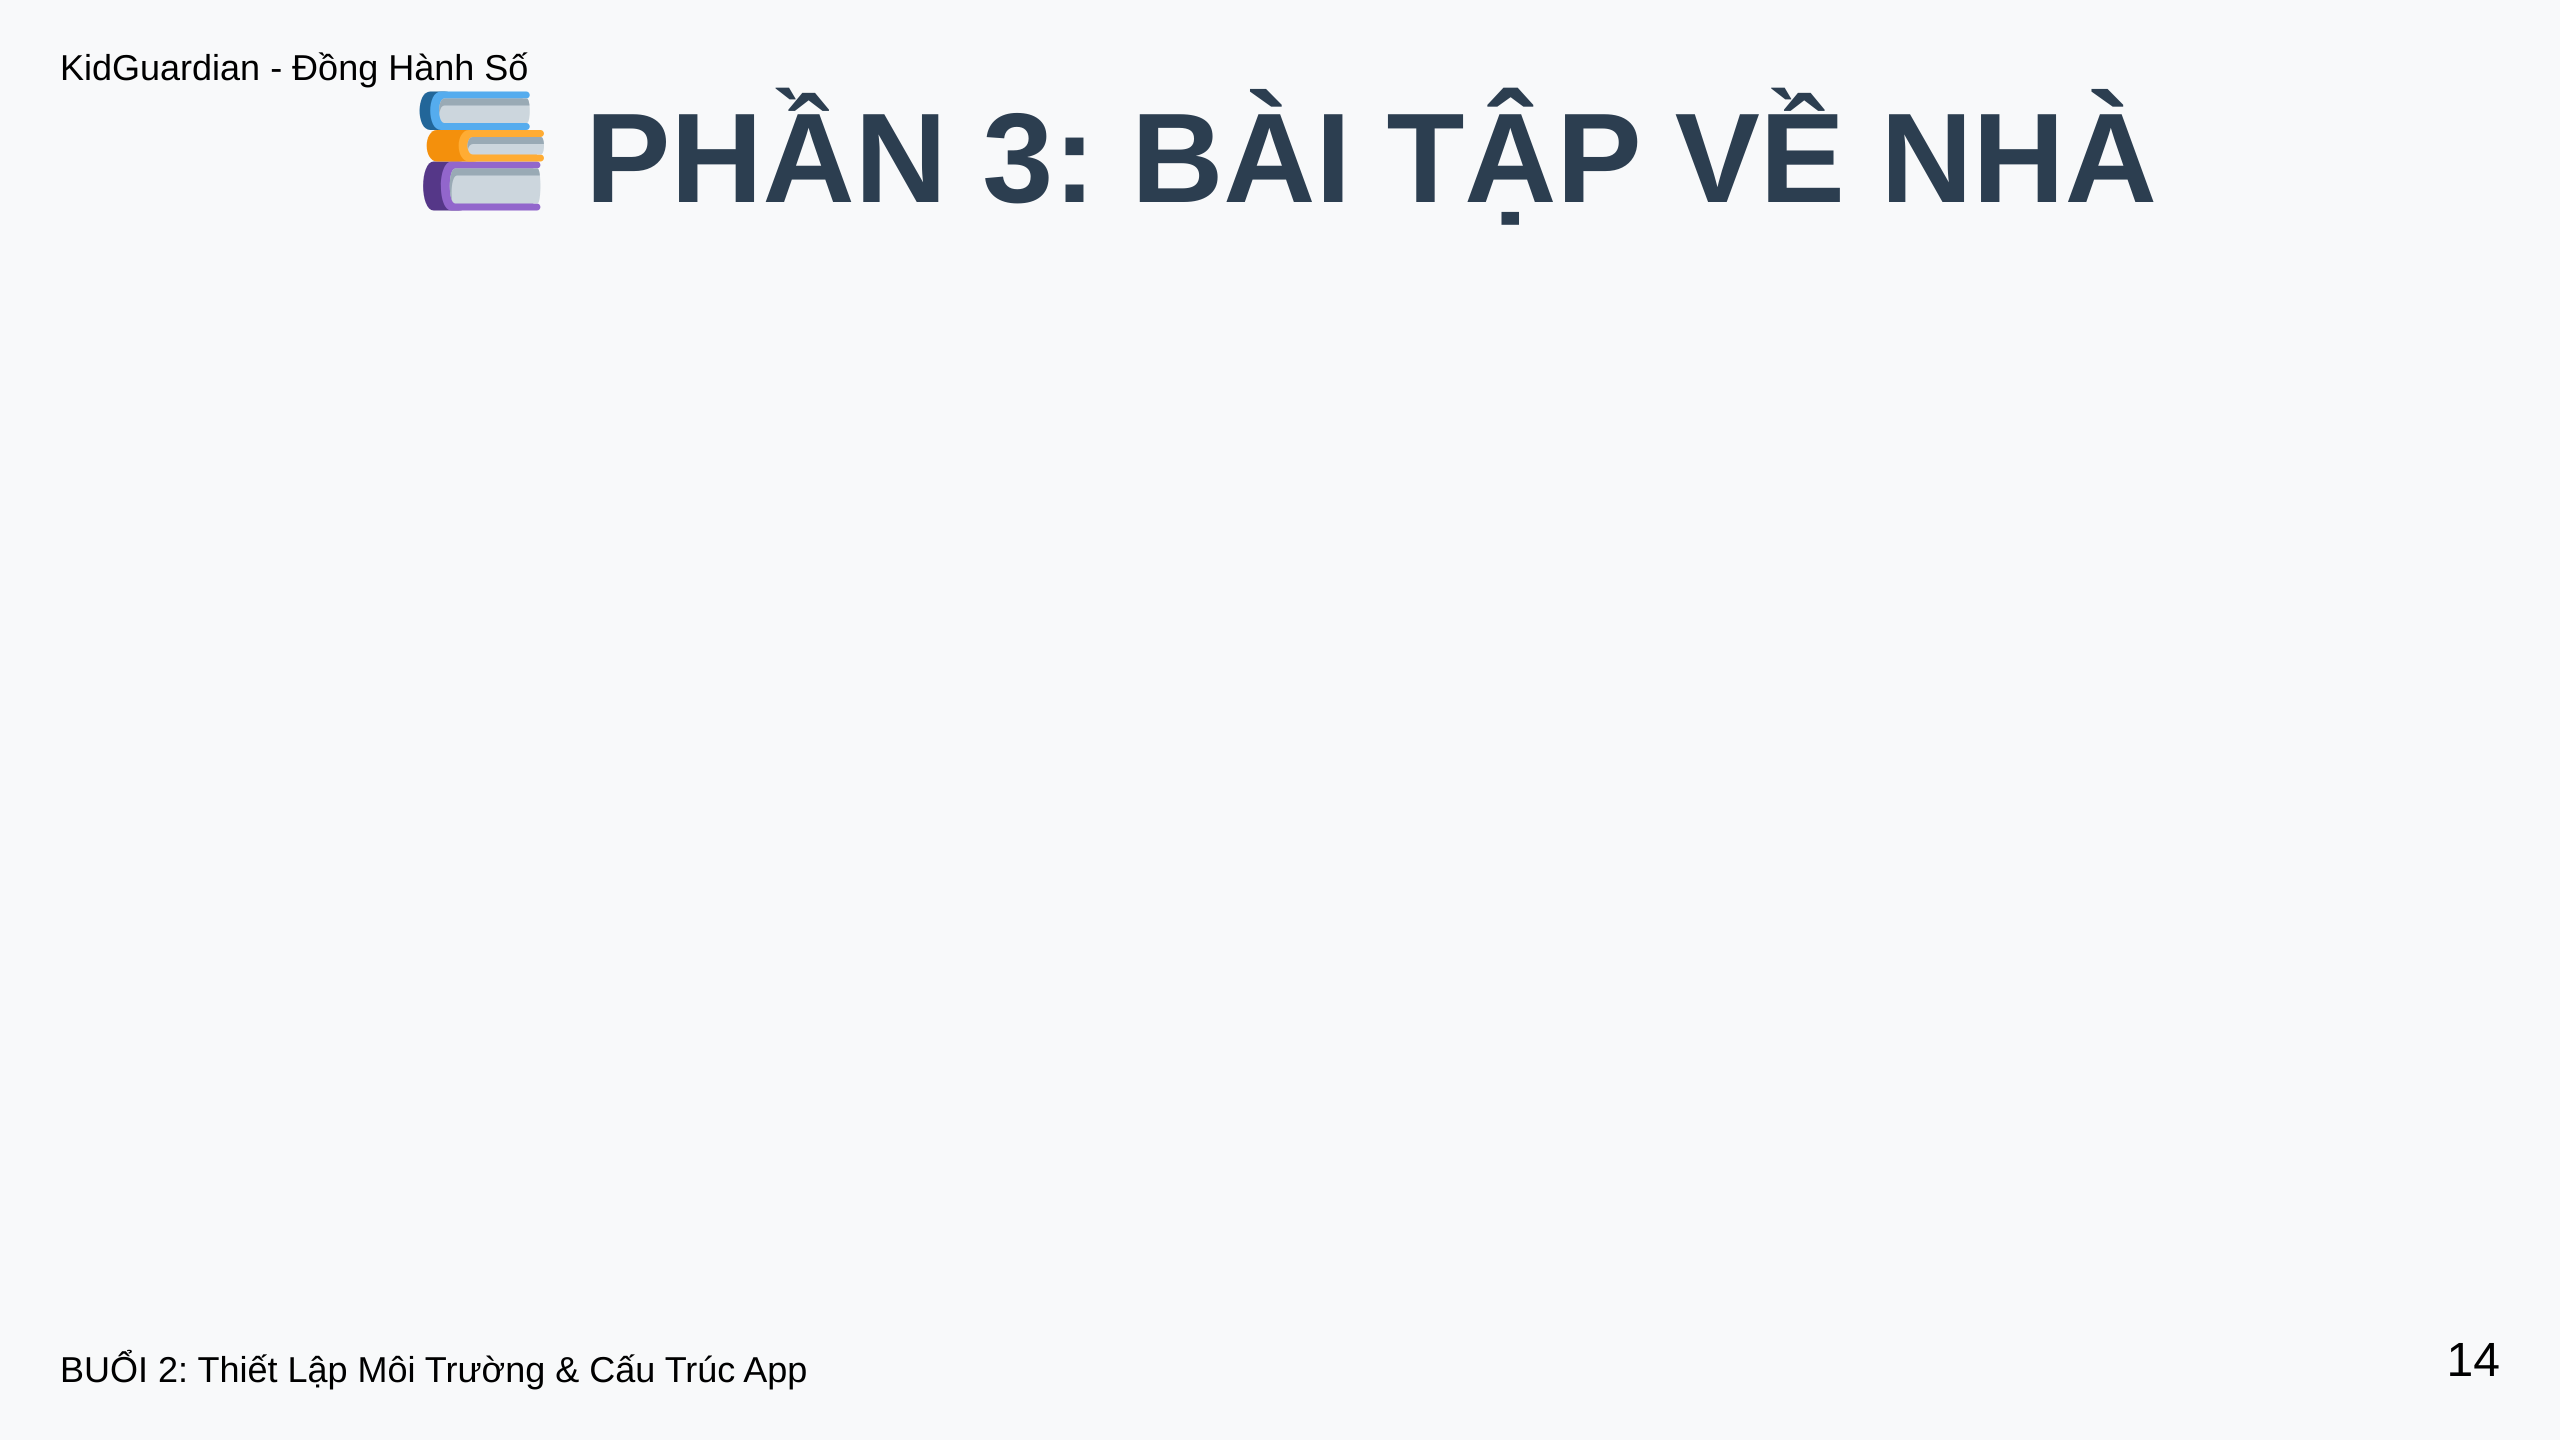 KidGuardian - Đồng Hành Số
PHẦN 3: BÀI TẬP VỀ NHÀ
BUỔI 2: Thiết Lập Môi Trường & Cấu Trúc App
14